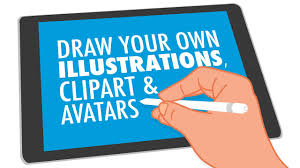 DRAW YOUR OWN
ILLUSTRATIONS,
CLIPART &
AVATARS